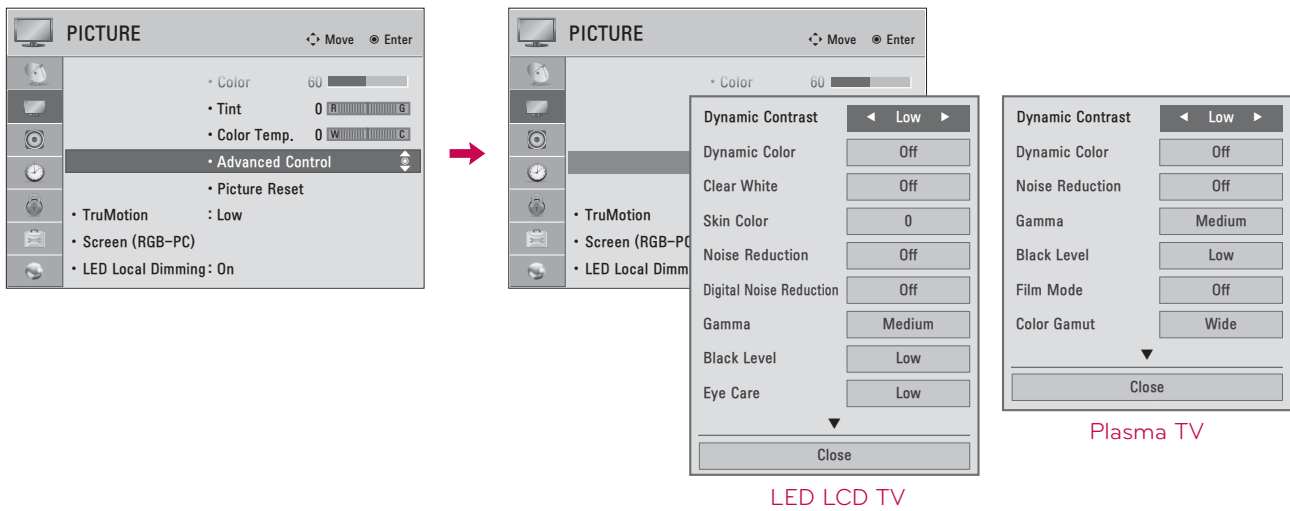 PICTURE
Move Enter
• Color 60
• Tint 0 R G
• Color Temp. 0 W C
• Advanced Control
• Picture Reset
• TruMotion : Low
• Screen (RGB-PC)
• LED Local Dimming : On
PICTURE
Move Enter
• Color 60
• TruMotion
• Screen (RGB-PC
• LED Local Dimm
Dynamic Contrast ◀ Low ▶
Dynamic Color Off
Clear White Off
Skin Color 0
Noise Reduction Off
Digital Noise Reduction Off
Gamma Medium
Black Level Low
Eye Care Low
▼
Close
LED LCD TV
Dynamic Contrast ◀ Low ▶
Dynamic Color Off
Noise Reduction Off
Gamma Medium
Black Level Low
Film Mode Off
Color Gamut Wide
▼
Close
Plasma TV